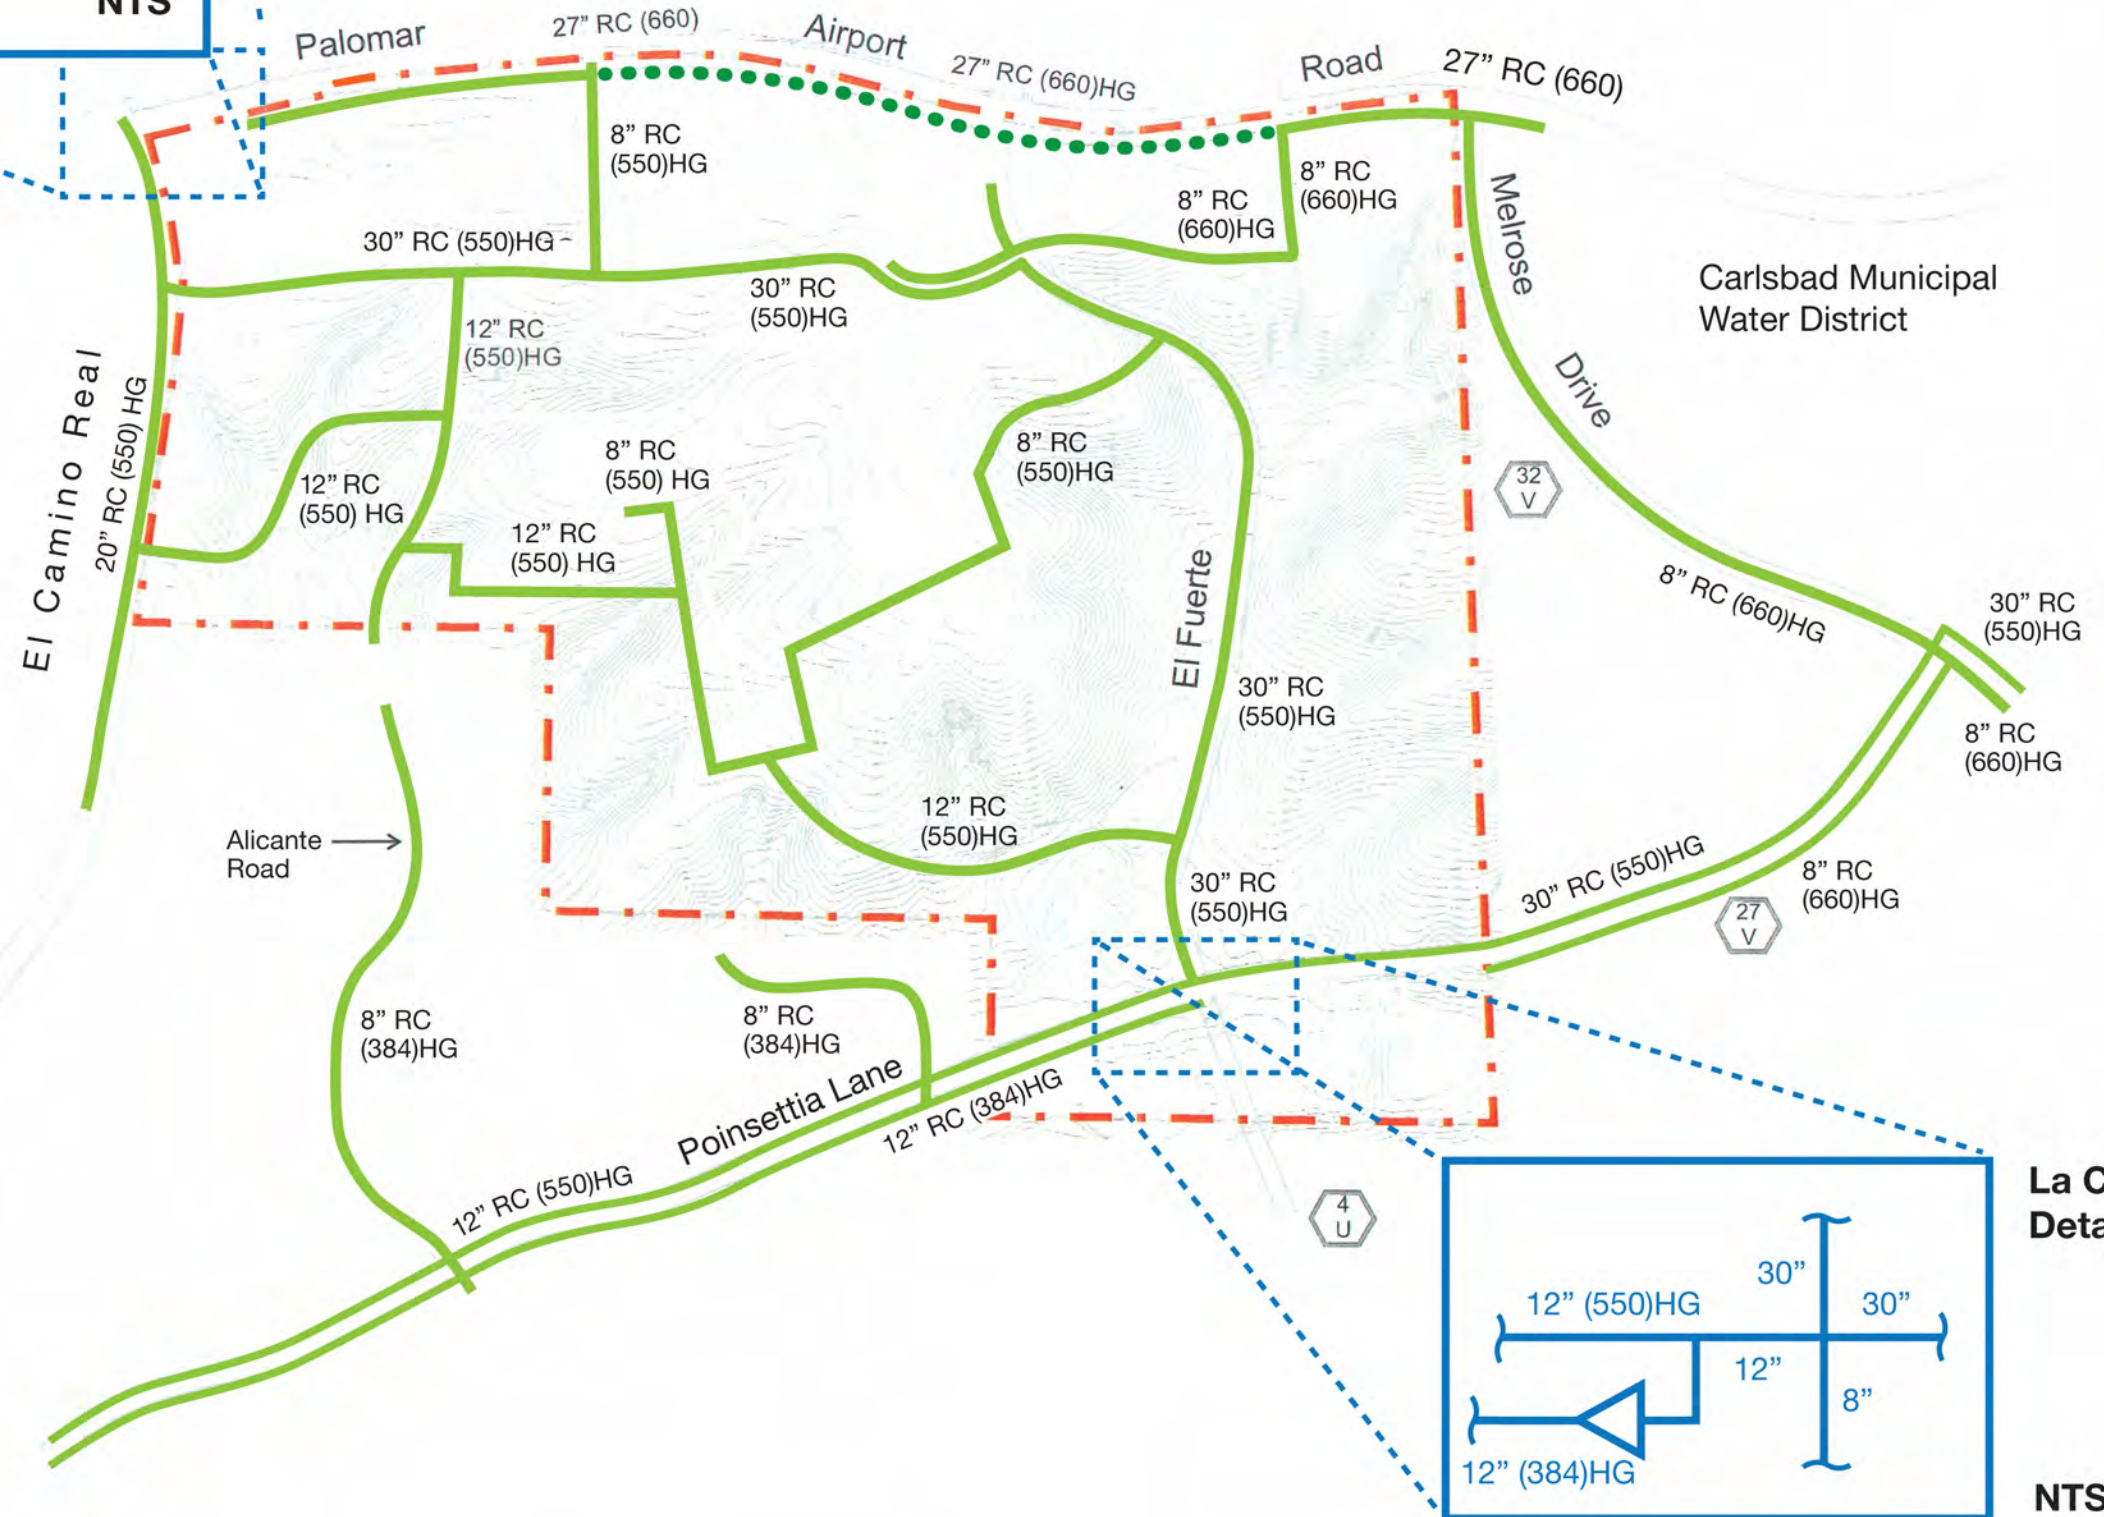 NTS
Palomar
27” RC (660)
Airport
27” RC (660)HG
Road
27” RC (660)
8” RC
(550)HG
8” RC
(660)HG
8” RC
(660)HG
Melrose
Drive
30” RC (550)HG
30” RC
(550)HG
Carlsbad Municipal
Water District
12” RC
(550)HG
El Camino Real
20” RC (550) HG
12” RC
(550) HG
8” RC
(550) HG
12” RC
(550) HG
8” RC
(550)HG
32
V
El Fuerte
8” RC (660)HG
30” RC
(550)HG
30” RC
(550)HG
8” RC
(660)HG
Alicante
Road
12” RC
(550)HG
30” RC
(550)HG
30” RC (550)HG
8” RC
(660)HG
27
V
8” RC
(384)HG
8” RC
(384)HG
Poinsettia Lane
12” RC (384)HG
12” RC (550)HG
4
U
La C
Deta
30”
12” (550)HG
30”
12”
8”
12” (384)HG
NTS